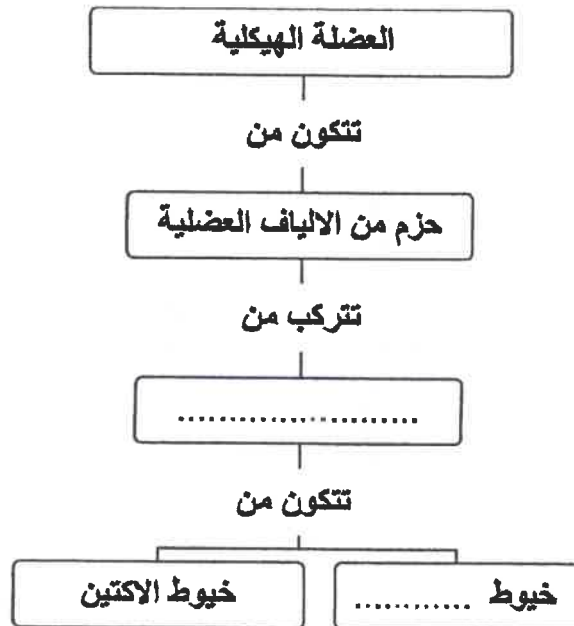 العضلة الهيكلية
تتكون من
حزم من الالياف العضلية
تتركب من
........................
تتكون من
خيوط ............
خيوط الاكتين